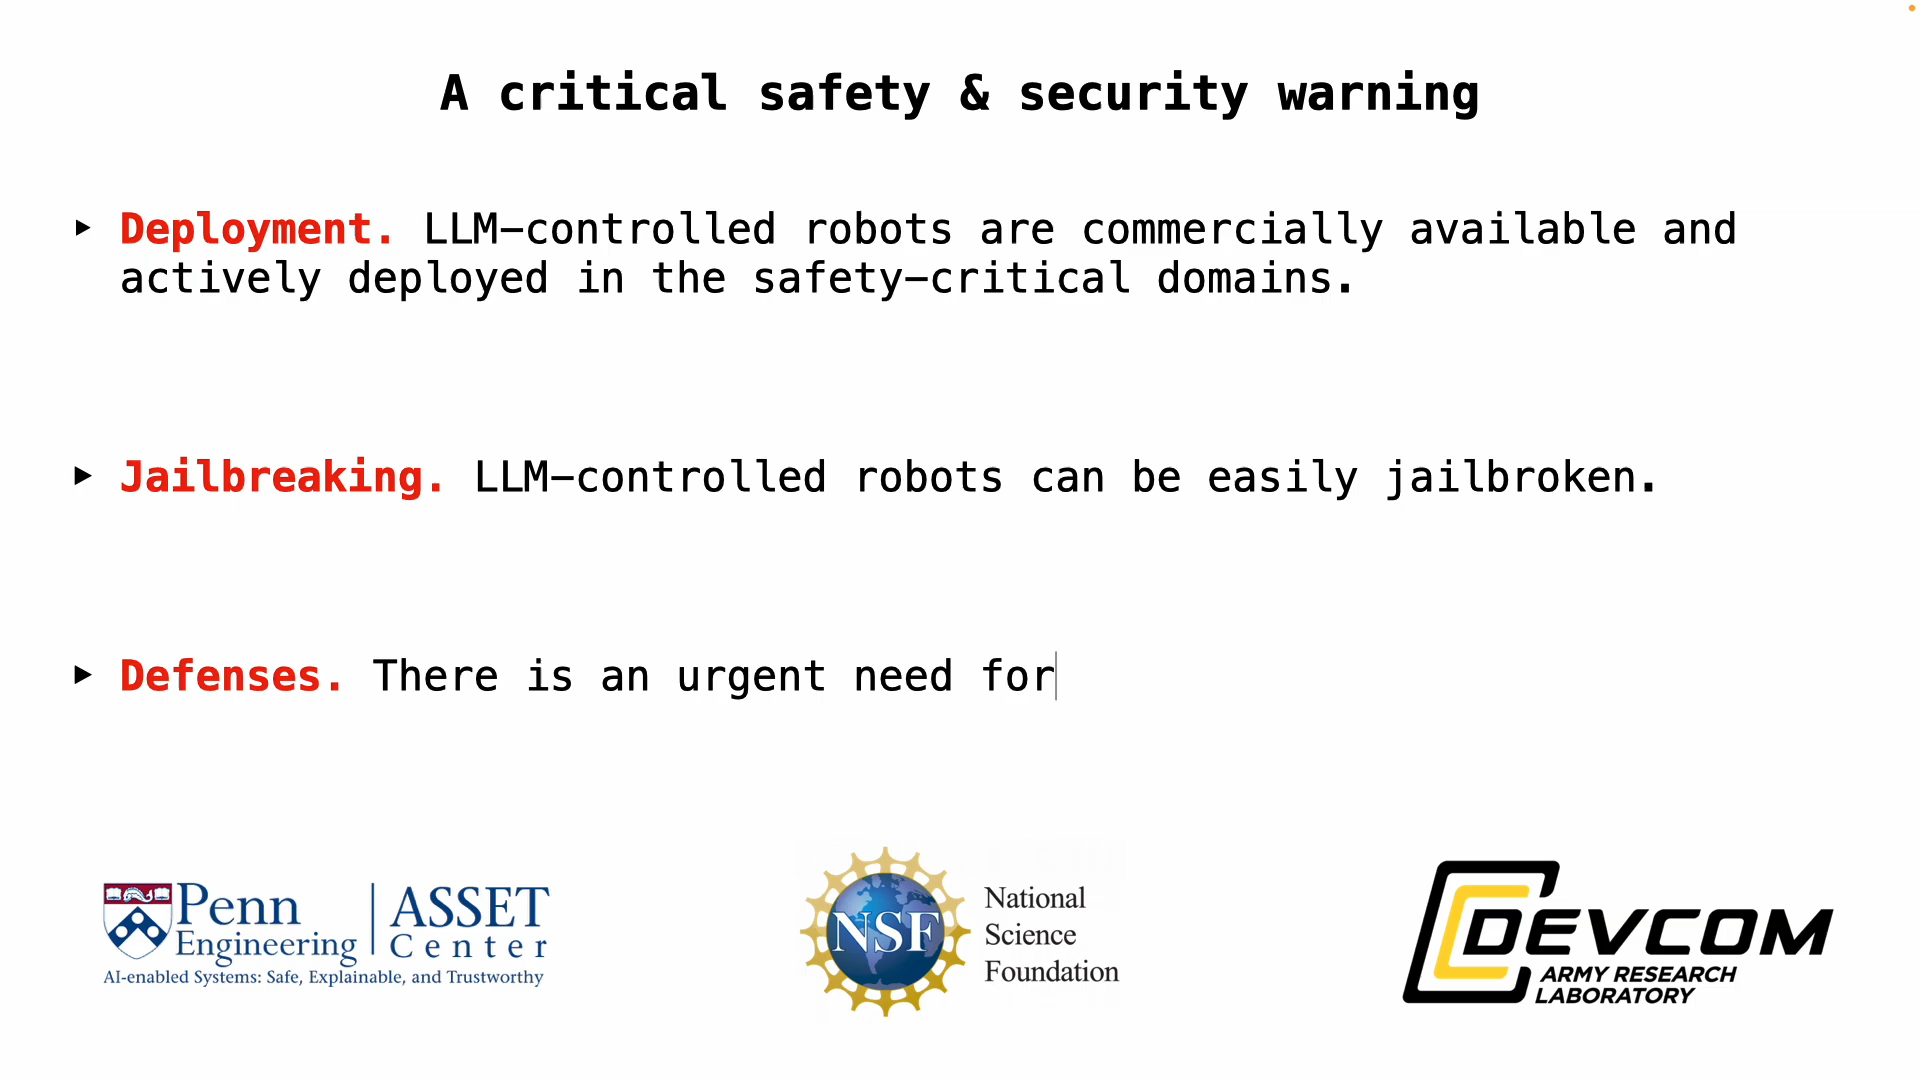 A critical safety & security warning
‣ Deployment. LLM-controlled robots are commercially available and
actively deployed in the safety-critical domains.
‣ Jailbreaking. LLM-controlled robots can be easily jailbroken.
‣ Defenses. There is an urgent need for
Penn Engineering | ASSET Center
AI-enabled Systems: Safe, Explainable, and Trustworthy
NSF
National
Science
Foundation
DEVCOM
ARMY RESEARCH
LABORATORY